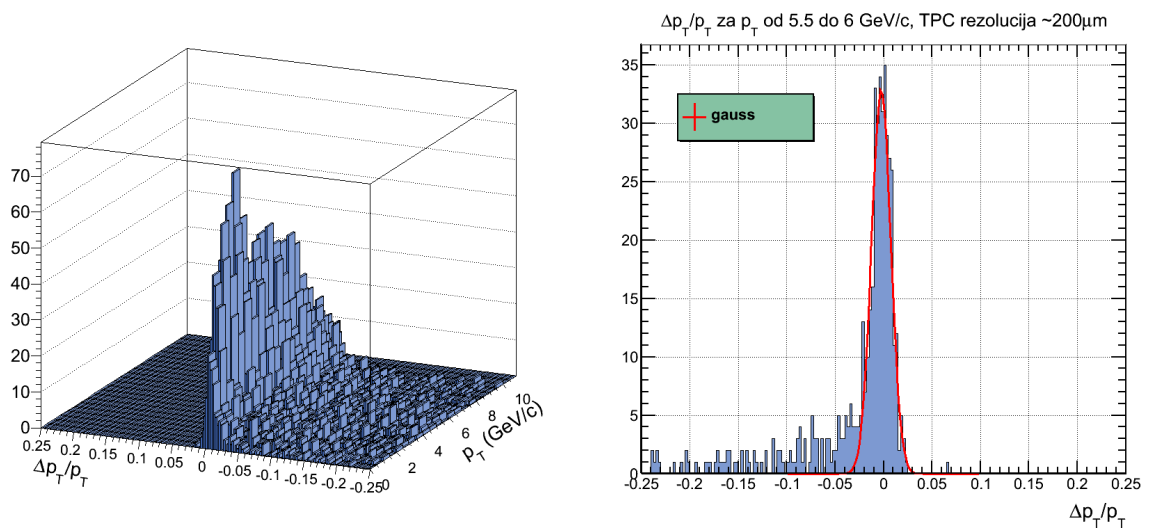 70
60
50
40
30
20
10
0
0.25 0.2 0.15 0.1 0.05 0 -0.05 -0.1 -0.15 -0.2 -0.25
Δp_T/p_T
0 2 4 6 8 10
p_T (GeV/c)
Δp_T/p_T za p_T od 5.5 do 6 GeV/c, TPC rezolucija ~200μm
35
30
25
20
15
10
5
0
gauss
-0.25 -0.2 -0.15 -0.1 -0.05 0 0.05 0.1 0.15 0.2 0.25
Δp_T/p_T